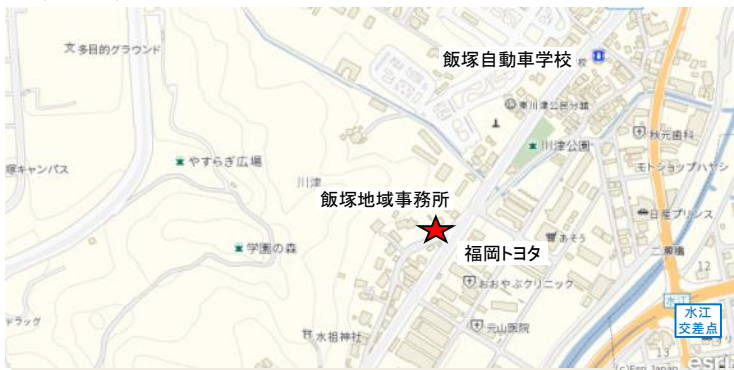 多目的グラウンド
飯塚自動車学校
校
東川津公民分館
秋元歯科
川津公園
やすらぎ広場
塚キャンパス
モトショップハヤシ
川津
飯塚地域事務所
日産プリンス
あそう
福岡トヨタ
学園の森
二瀬橋
12
おおやぶクリニック
水江
水江
交差点
ドラッグ
元山医院
水祖神社
13
(c)Esri Japan
esri